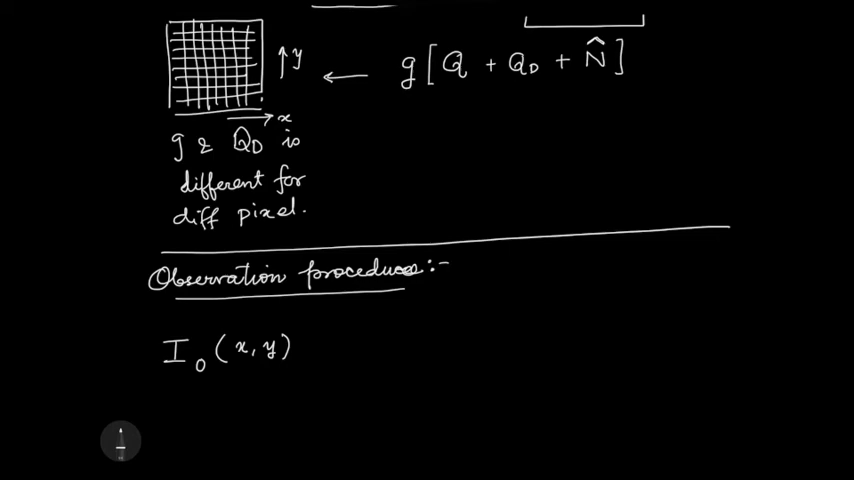 ↑ y ← g [ Q + Q_D + N̂ ]
→ x
g & Q_D is
different for
diff pixel.
Observation procedures :-
I_0 (x, y)